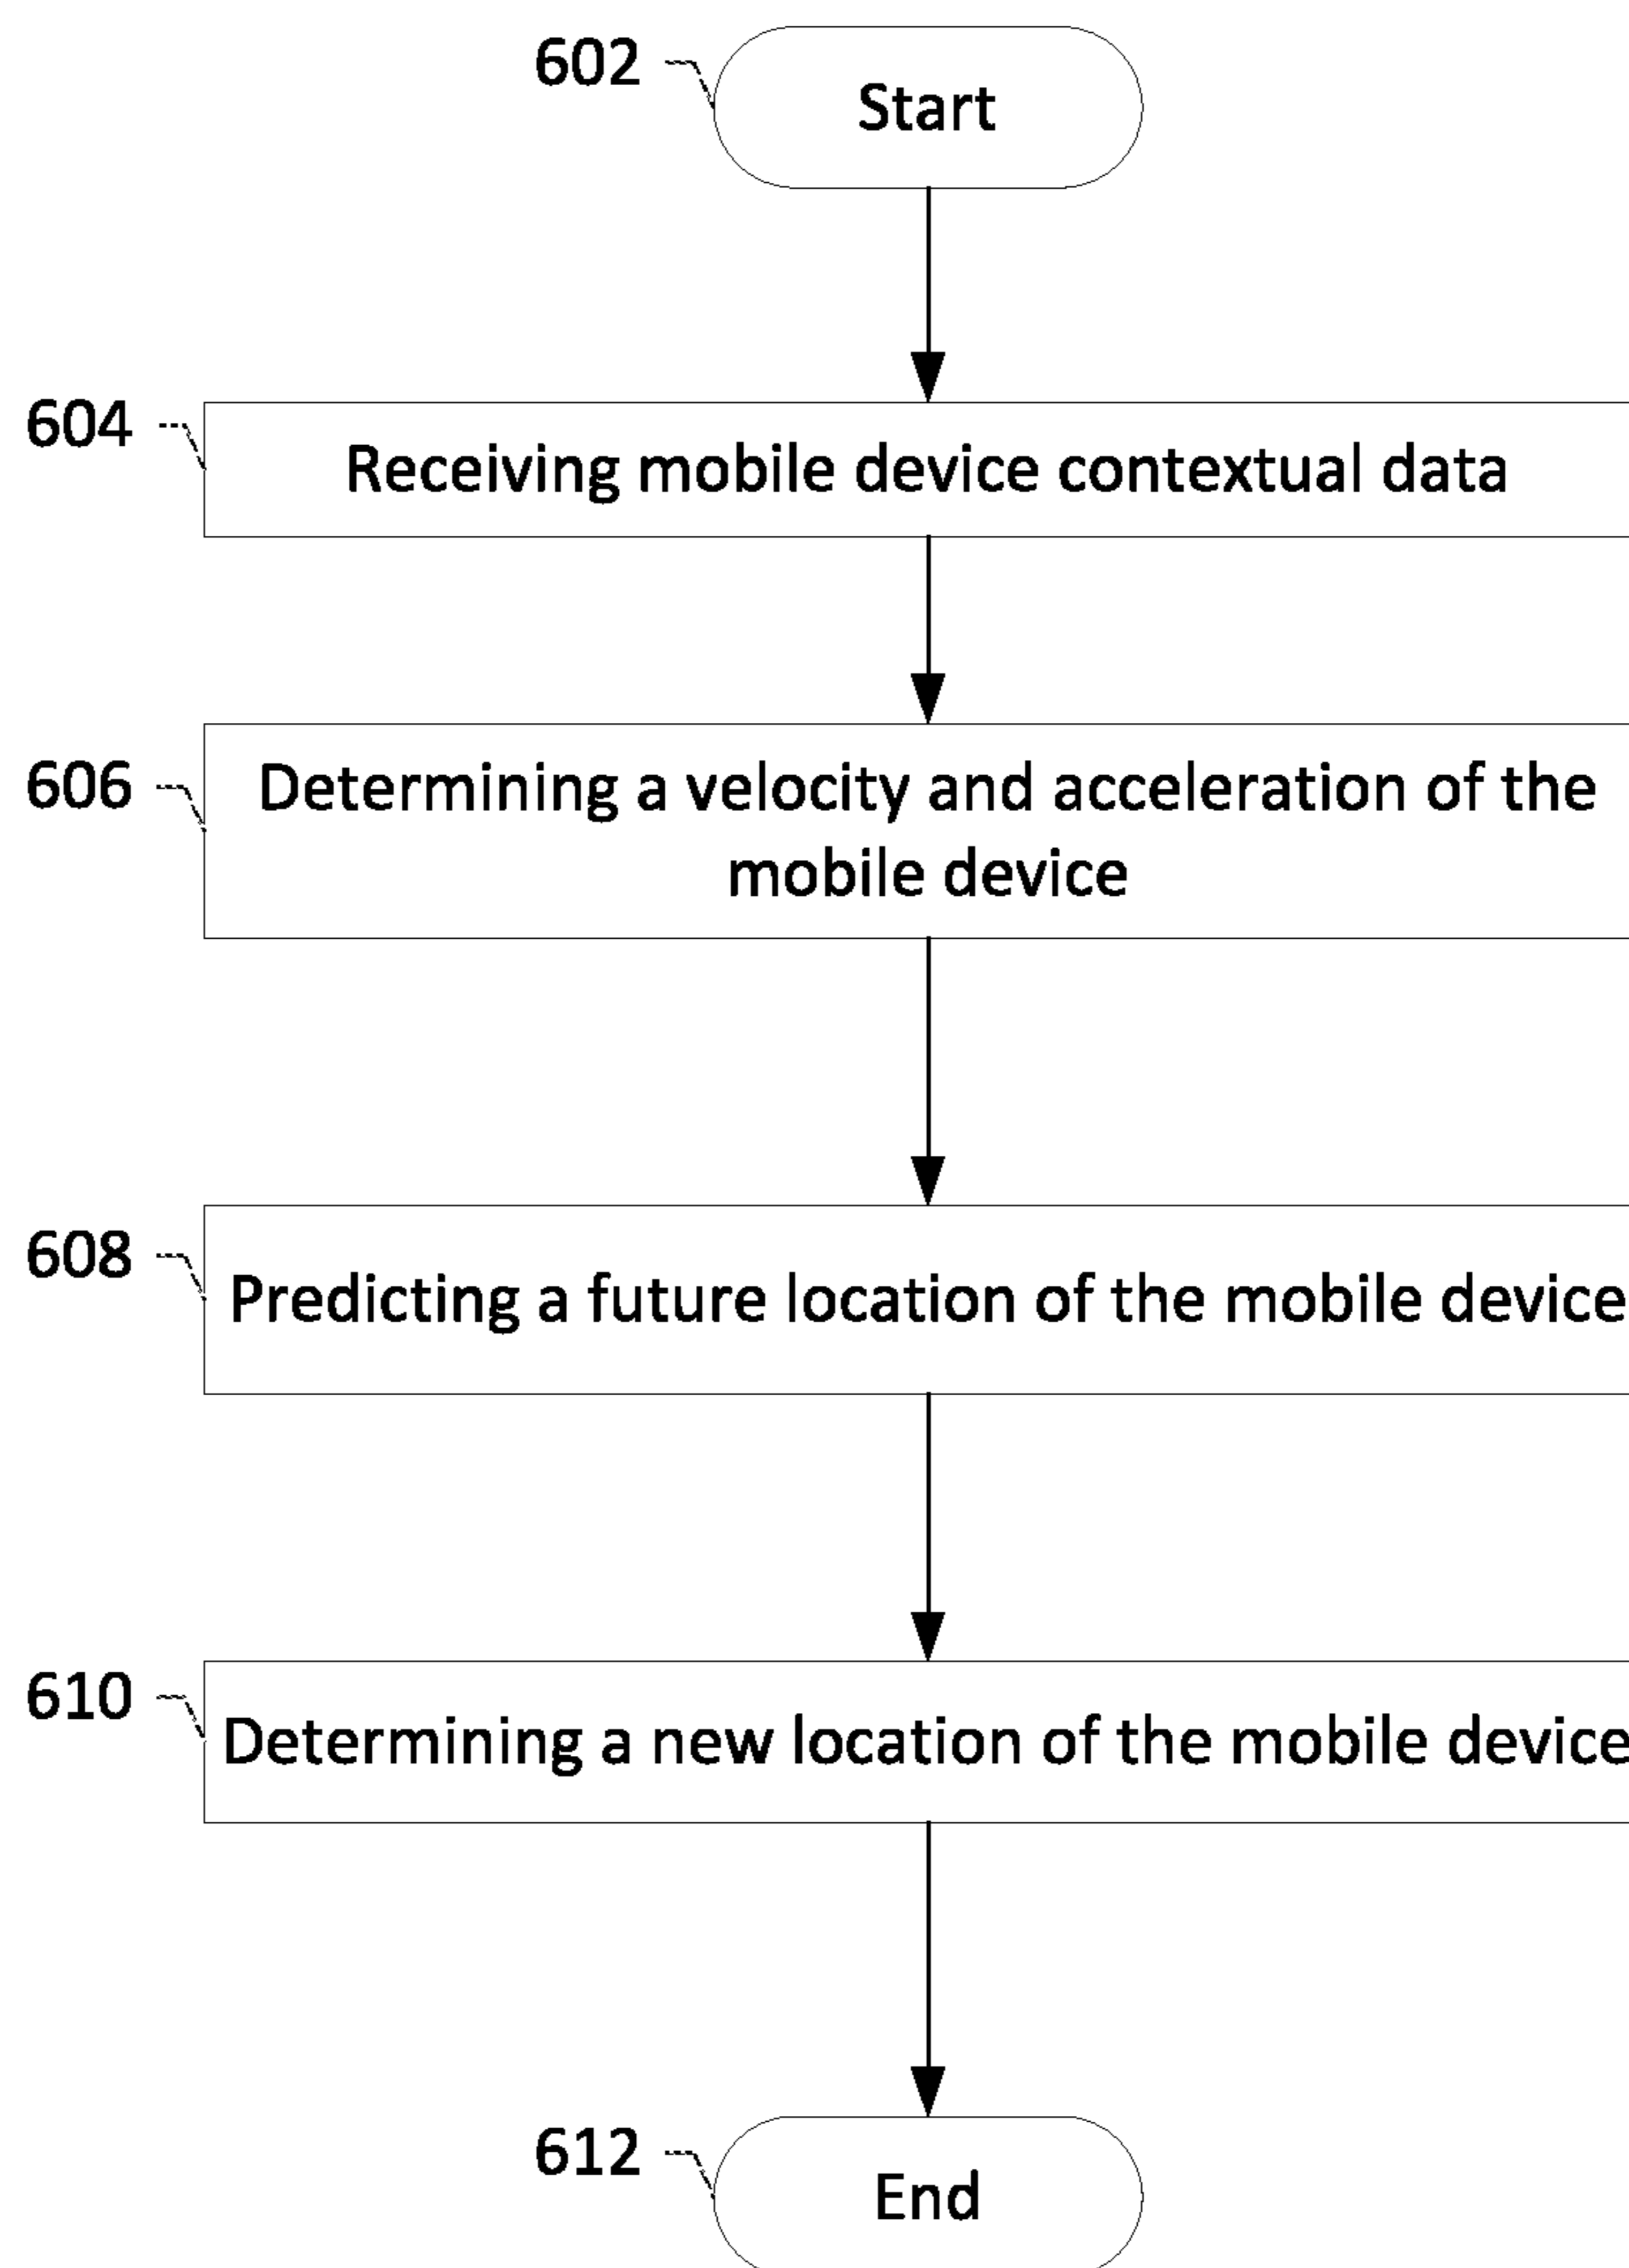 602
Start
604
Receiving mobile device contextual data
606
Determining a velocity and acceleration of the
mobile device
608
Predicting a future location of the mobile device
610
Determining a new location of the mobile device
612
End